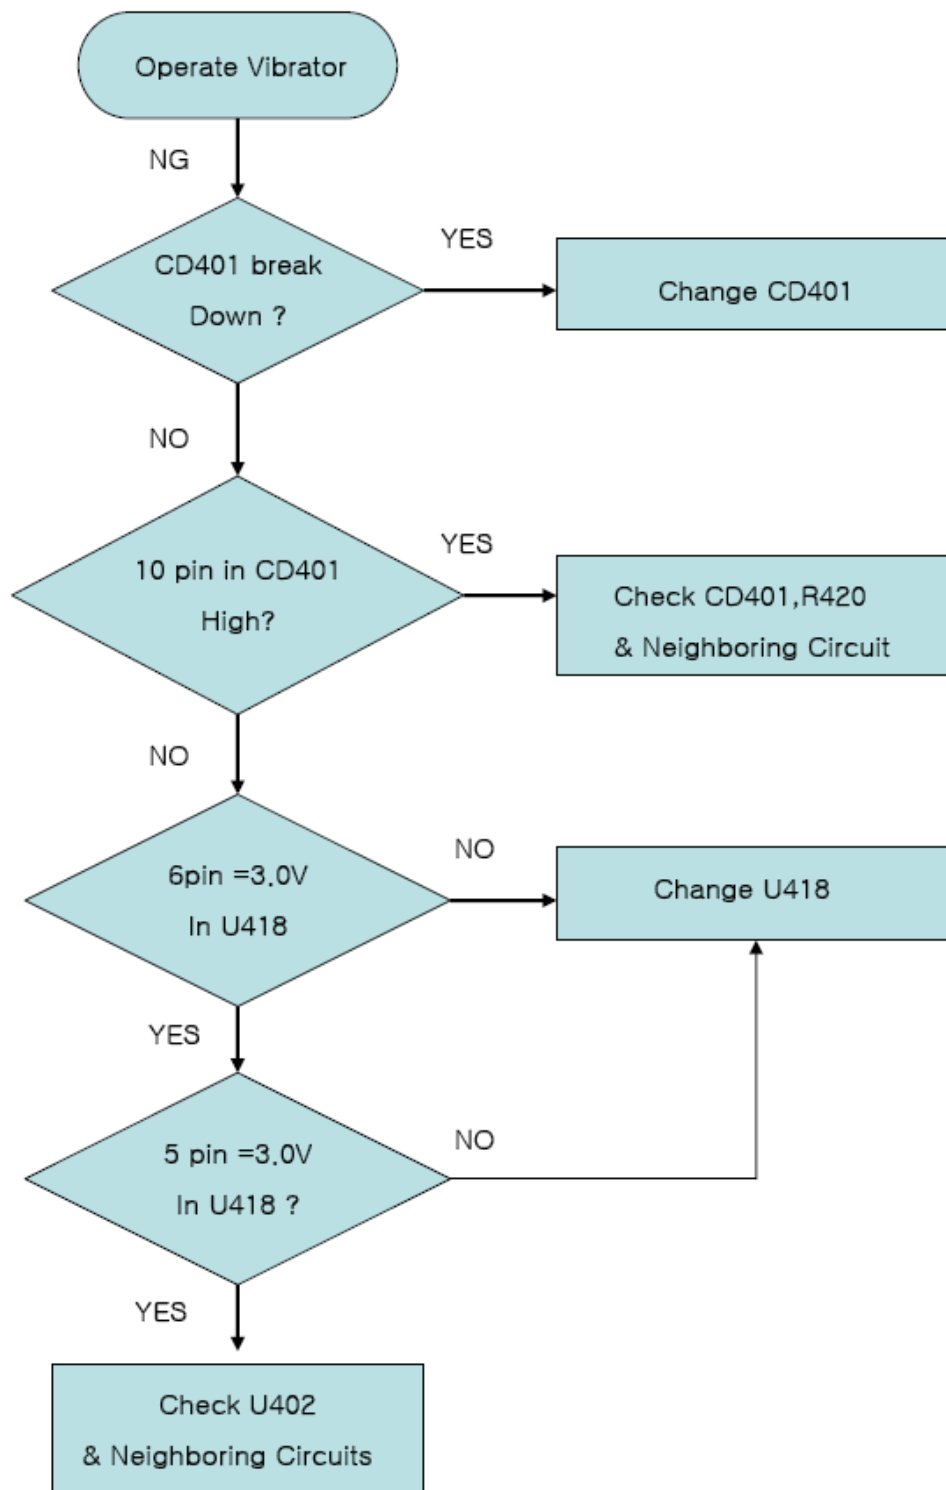 Operate Vibrator
NG
CD401 break
Down ?
YES
Change CD401
NO
10 pin in CD401
High?
YES
Check CD401,R420
& Neighboring Circuit
NO
6pin =3.0V
In U418
NO
Change U418
YES
5 pin =3.0V
In U418 ?
NO
YES
Check U402
& Neighboring Circuits